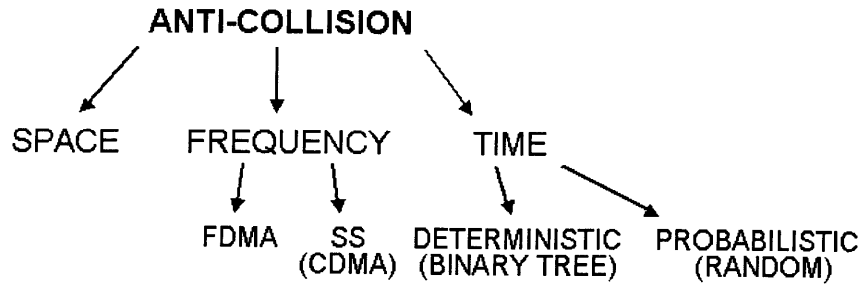 ANTI-COLLISION
SPACE
FREQUENCY
TIME
FDMA
SS
(CDMA)
DETERMINISTIC
(BINARY TREE)
PROBABILISTIC
(RANDOM)